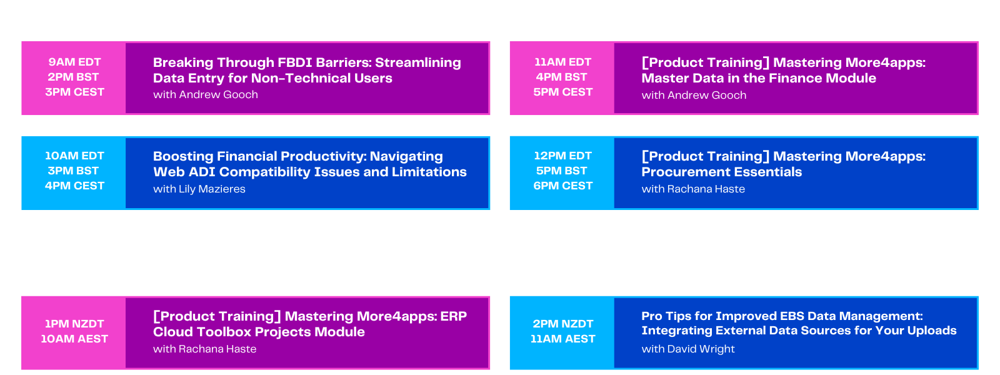 9AM EDT
2PM BST
3PM CEST
Breaking Through FBDI Barriers: Streamlining
Data Entry for Non-Technical Users
with Andrew Gooch
11AM EDT
4PM BST
5PM CEST
[Product Training] Mastering More4apps:
Master Data in the Finance Module
with Andrew Gooch
10AM EDT
3PM BST
4PM CEST
Boosting Financial Productivity: Navigating
Web ADI Compatibility Issues and Limitations
with Lily Mazieres
12PM EDT
5PM BST
6PM CEST
[Product Training] Mastering More4apps:
Procurement Essentials
with Rachana Haste
1PM NZDT
10AM AEST
[Product Training] Mastering More4apps: ERP
Cloud Toolbox Projects Module
with Rachana Haste
2PM NZDT
11AM AEST
Pro Tips for Improved EBS Data Management:
Integrating External Data Sources for Your Uploads
with David Wright